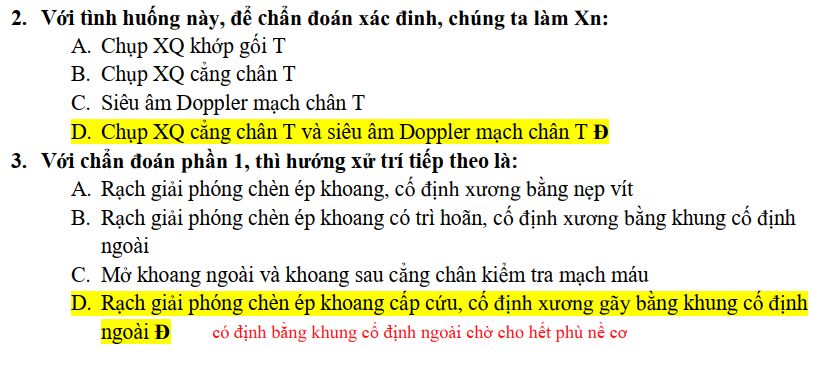 2. Với tình huống này, để chẩn đoán xác đinh, chúng ta làm Xn:
A. Chụp XQ khớp gối T
B. Chụp XQ cẳng chân T
C. Siêu âm Doppler mạch chân T
D. Chụp XQ cẳng chân T và siêu âm Doppler mạch chân T Đ
3. Với chẩn đoán phần 1, thì hướng xử trí tiếp theo là:
A. Rạch giải phóng chèn ép khoang, cố định xương bằng nẹp vít
B. Rạch giải phóng chèn ép khoang có trì hoãn, cố định xương bằng khung cố định
ngoài
C. Mở khoang ngoài và khoang sau cẳng chân kiểm tra mạch máu
D. Rạch giải phóng chèn ép khoang cấp cứu, cố định xương gãy bằng khung cố định
ngoài Đ có định bằng khung cố định ngoài chờ cho hết phù nề cơ